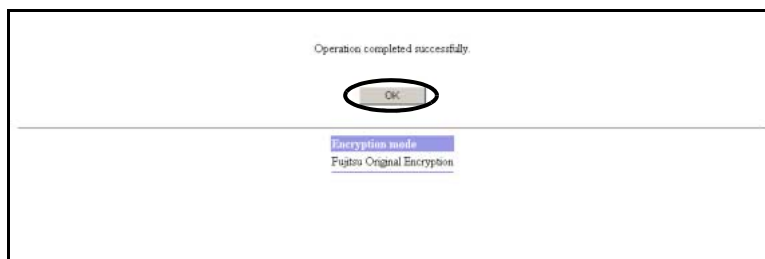 Operation completed successfully.
OK
Encryption mode
Fujitsu Original Encryption